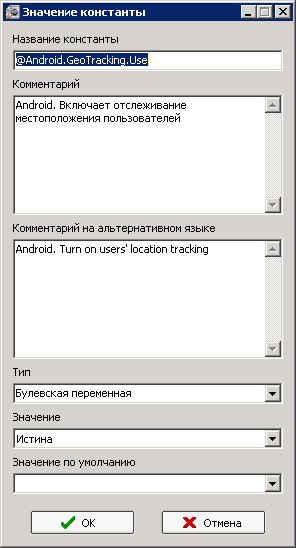 Значение константы
Название константы
@Android.GeoTracking.Use
Комментарий
Android. Включает отслеживание
местоположения пользователей
Комментарий на альтернативном языке
Android. Turn on users' location tracking
Тип
Булевская переменная
Значение
Истина
Значение по умолчанию
OK
Отмена